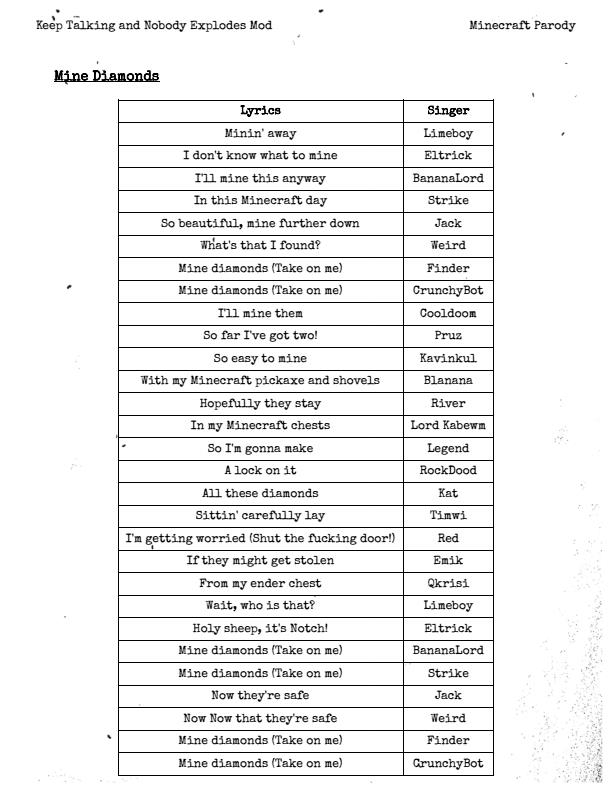 Keep Talking and Nobody Explodes Mod Minecraft Parody
Mine Diamonds
Lyrics Singer
Minin' away Limeboy
I don't know what to mine Eltrick
I'll mine this anyway BananaLord
In this Minecraft day Strike
So beautiful, mine further down Jack
What's that I found? Weird
Mine diamonds (Take on me) Finder
Mine diamonds (Take on me) CrunchyBot
I'll mine them Cooldoom
So far I've got two! Pruz
So easy to mine Kavinkul
With my Minecraft pickaxe and shovels Blanana
Hopefully they stay River
In my Minecraft chests Lord Kabewm
So I'm gonna make Legend
A lock on it RockDood
All these diamonds Kat
Sittin' carefully lay Timwi
I'm getting worried (Shut the fucking door!) Red
If they might get stolen Emik
From my ender chest Qkrisi
Wait, who is that? Limeboy
Holy sheep, it's Notch! Eltrick
Mine diamonds (Take on me) BananaLord
Mine diamonds (Take on me) Strike
Now they're safe Jack
Now Now that they're safe Weird
Mine diamonds (Take on me) Finder
Mine diamonds (Take on me) CrunchyBot